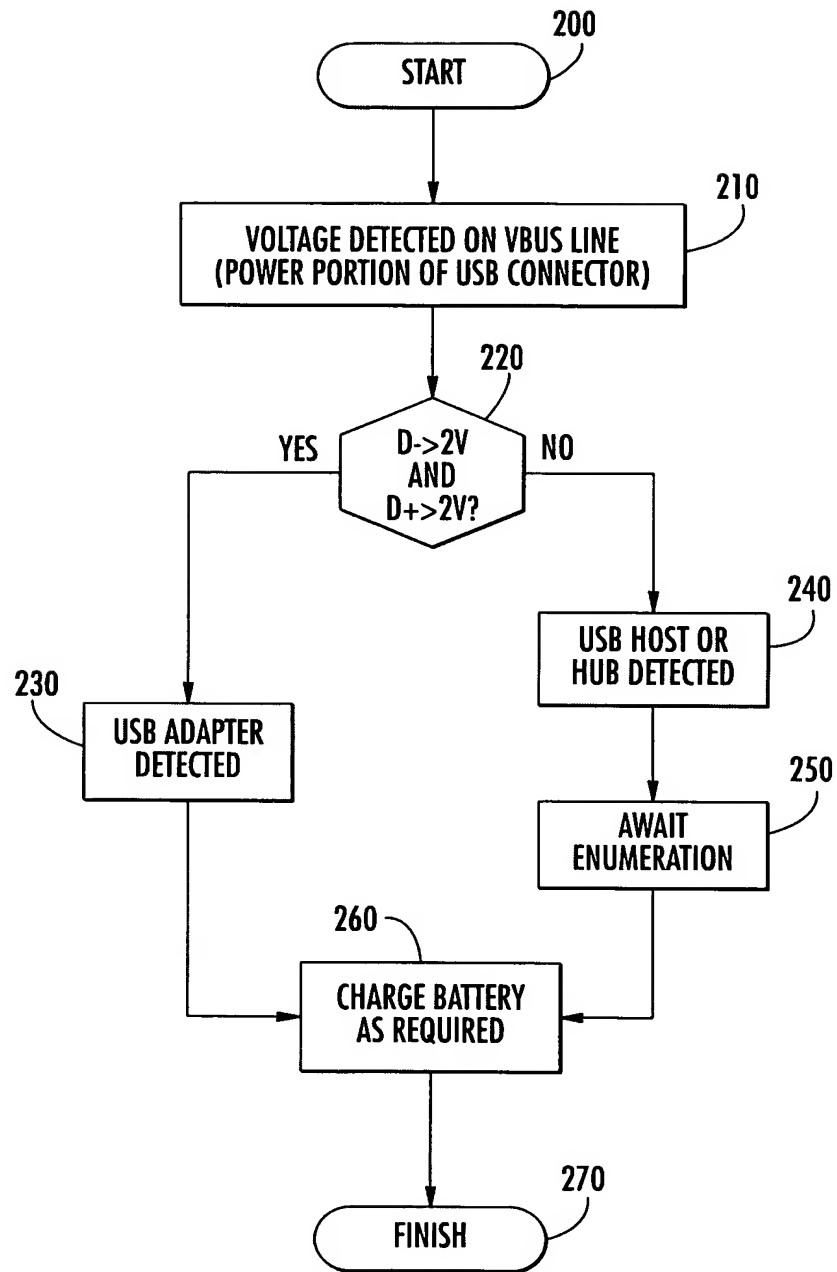 200
START
210
VOLTAGE DETECTED ON VBUS LINE
(POWER PORTION OF USB CONNECTOR)
220
YES
D->2V
AND
D+>2V?
NO
240
USB HOST OR
HUB DETECTED
230
USB ADAPTER
DETECTED
250
AWAIT
ENUMERATION
260
CHARGE BATTERY
AS REQUIRED
270
FINISH